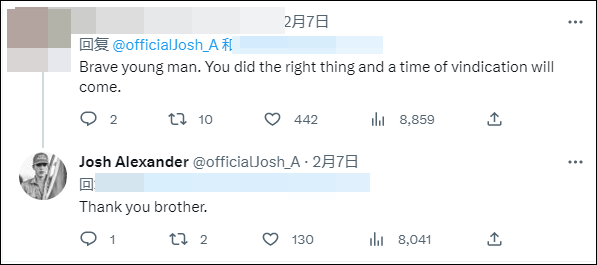 2月7日
回复 @officialJosh_A 和
Brave young man. You did the right thing and a time of vindication will
come.
2 10 442 8,859
Josh Alexander @officialJosh_A · 2月7日
回
Thank you brother.
1 2 130 8,041